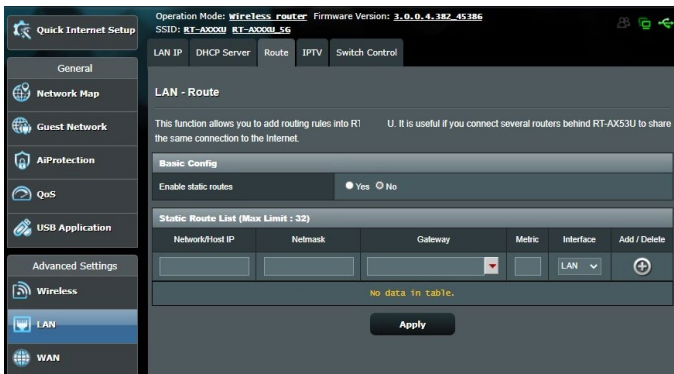 Operation Mode: Wireless router Firmware Version: 3.0.0.4.382_45386
SSID: RT-AXXXU RT-AXXXU_5G
Quick Internet Setup
General
Network Map
Guest Network
AiProtection
QoS
USB Application
Advanced Settings
Wireless
LAN
WAN
LAN IP DHCP Server Route IPTV Switch Control
LAN - Route
This function allows you to add routing rules into RT U. It is useful if you connect several routers behind RT-AX53U to share
the same connection to the Internet.
Basic Config
Enable static routes Yes No
Static Route List (Max Limit : 32)
Network/Host IP Netmask Gateway Metric Interface Add / Delete
LAN
No data in table.
Apply